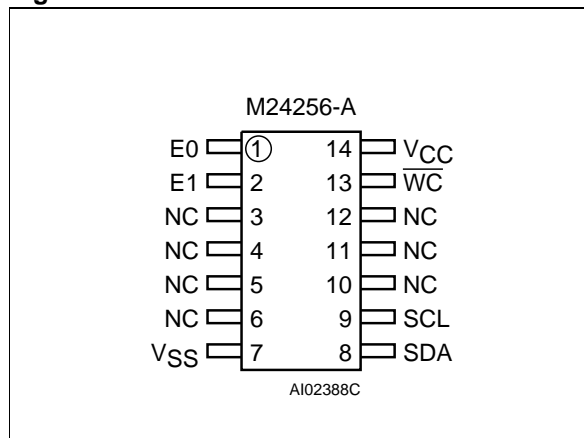 M24256-A
E0 1 14 VCC
E1 2 13 WC
NC 3 12 NC
NC 4 11 NC
NC 5 10 NC
NC 6 9 SCL
VSS 7 8 SDA
AI02388C